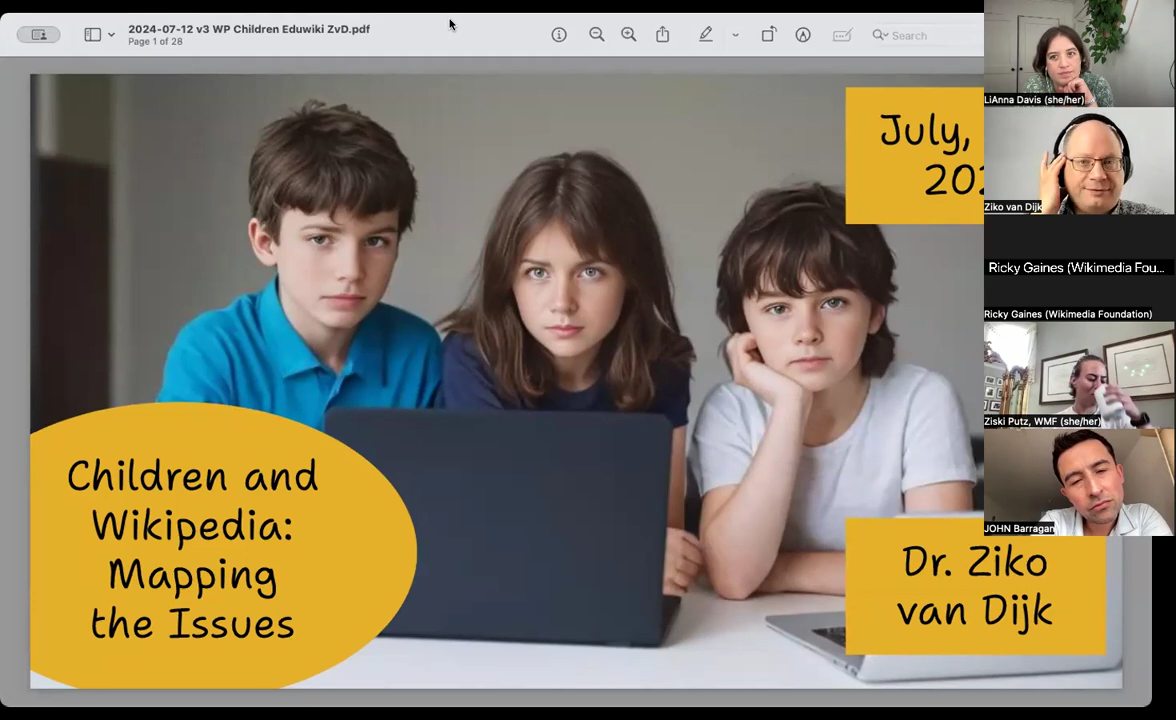 2024-07-12 v3 WP Children Eduwiki ZvD.pdf
Page 1 of 28
Search
July,
Children and
Wikipedia:
Mapping
the Issues
Dr. Ziko
van Dijk
LiAnna Davis (she/her)
Ziko van Dijk
Ricky Gaines (Wikimedia Fou...
Ricky Gaines (Wikimedia Foundation)
Ziski Putz, WMF (she/her)
JOHN Barragan